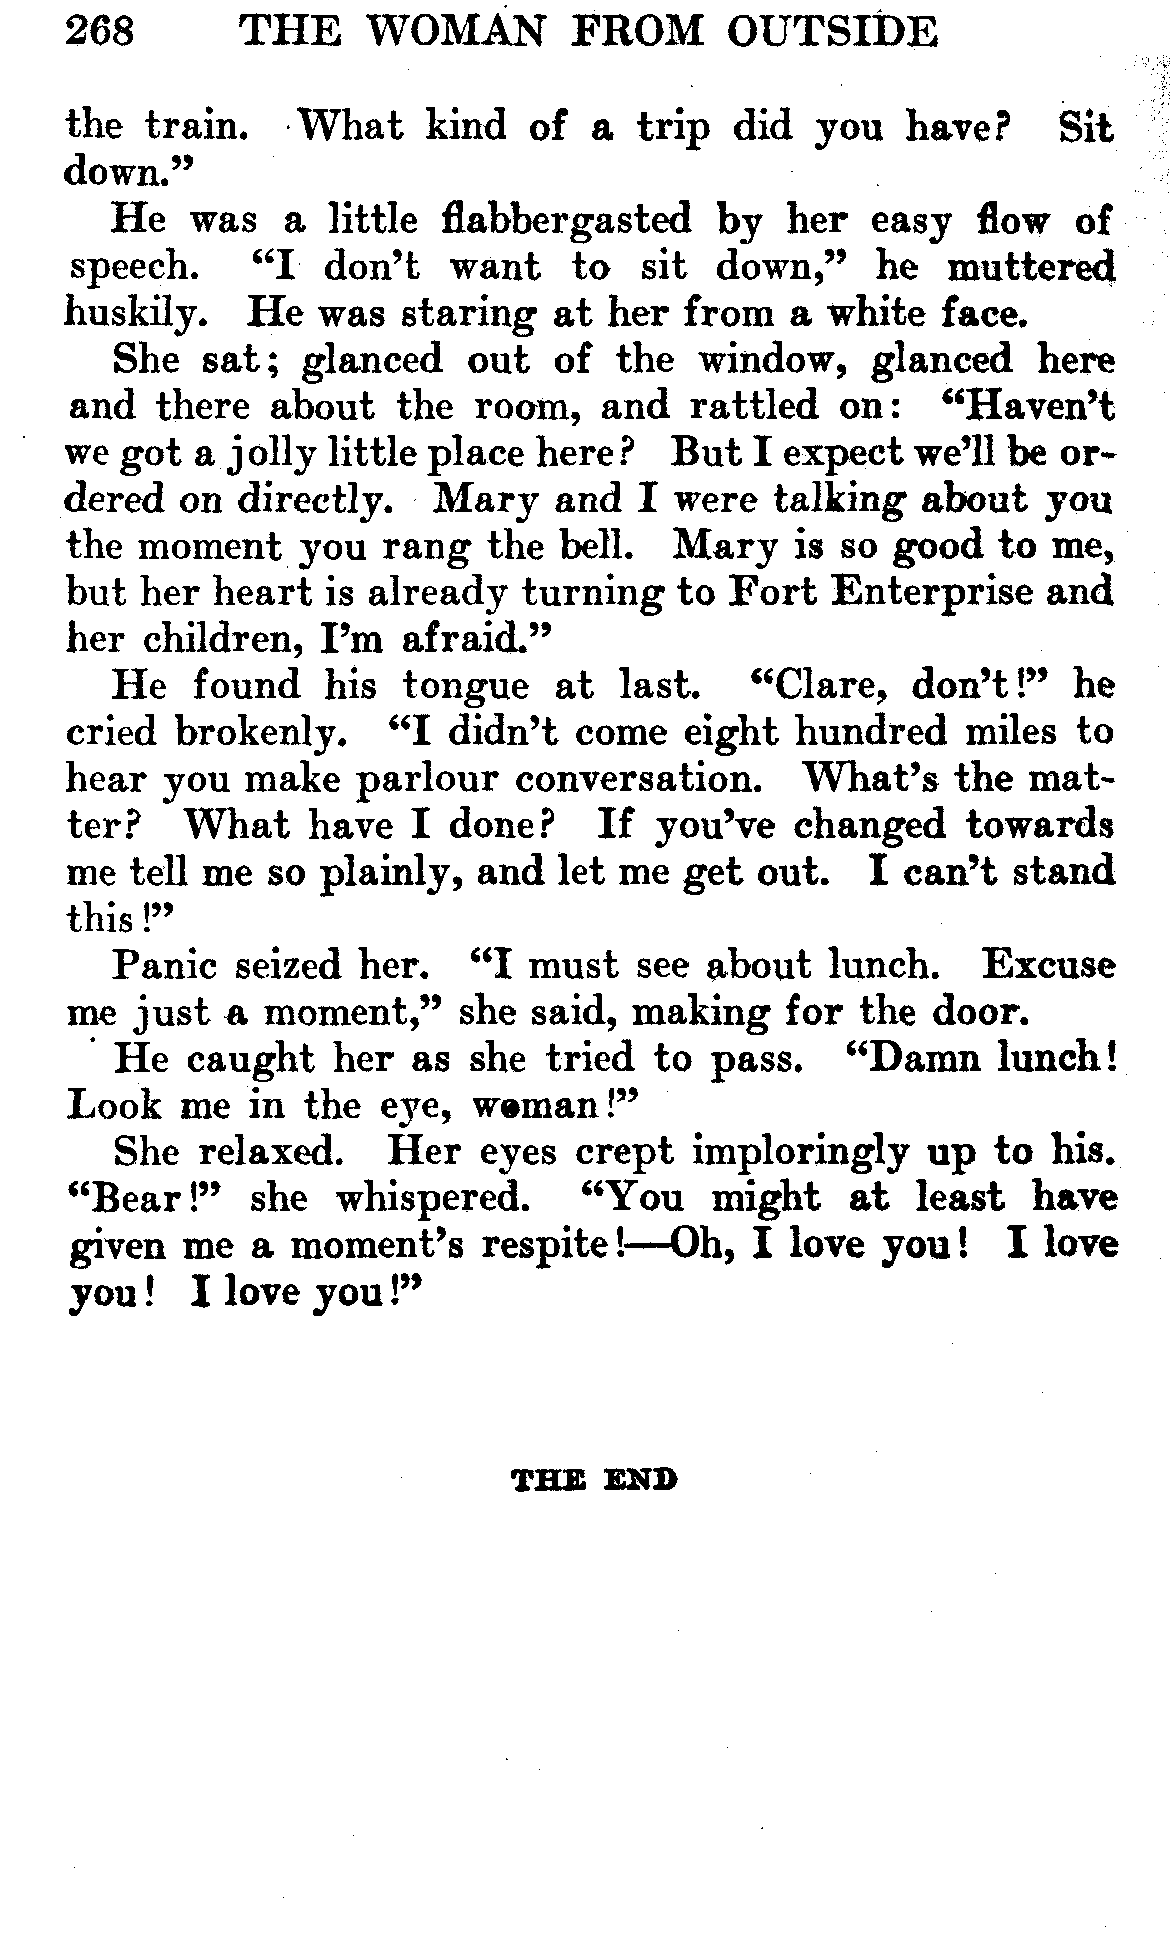 268 THE WOMAN FROM OUTSIDE
the train. What kind of a trip did you have? Sit
down.”
He was a little flabbergasted by her easy flow of
speech. “I don’t want to sit down,” he muttered
huskily. He was staring at her from a white face.
She sat; glanced out of the window, glanced here
and there about the room, and rattled on: “Haven’t
we got a jolly little place here? But I expect we’ll be or-
dered on directly. Mary and I were talking about you
the moment you rang the bell. Mary is so good to me,
but her heart is already turning to Fort Enterprise and
her children, I’m afraid.”
He found his tongue at last. “Clare, don’t!” he
cried brokenly. “I didn’t come eight hundred miles to
hear you make parlour conversation. What’s the mat-
ter? What have I done? If you’ve changed towards
me tell me so plainly, and let me get out. I can’t stand
this!”
Panic seized her. “I must see about lunch. Excuse
me just a moment,” she said, making for the door.
He caught her as she tried to pass. “Damn lunch!
Look me in the eye, woman!”
She relaxed. Her eyes crept imploringly up to his.
“Bear!” she whispered. “You might at least have
given me a moment’s respite!—Oh, I love you! I love
you! I love you!”
THE END